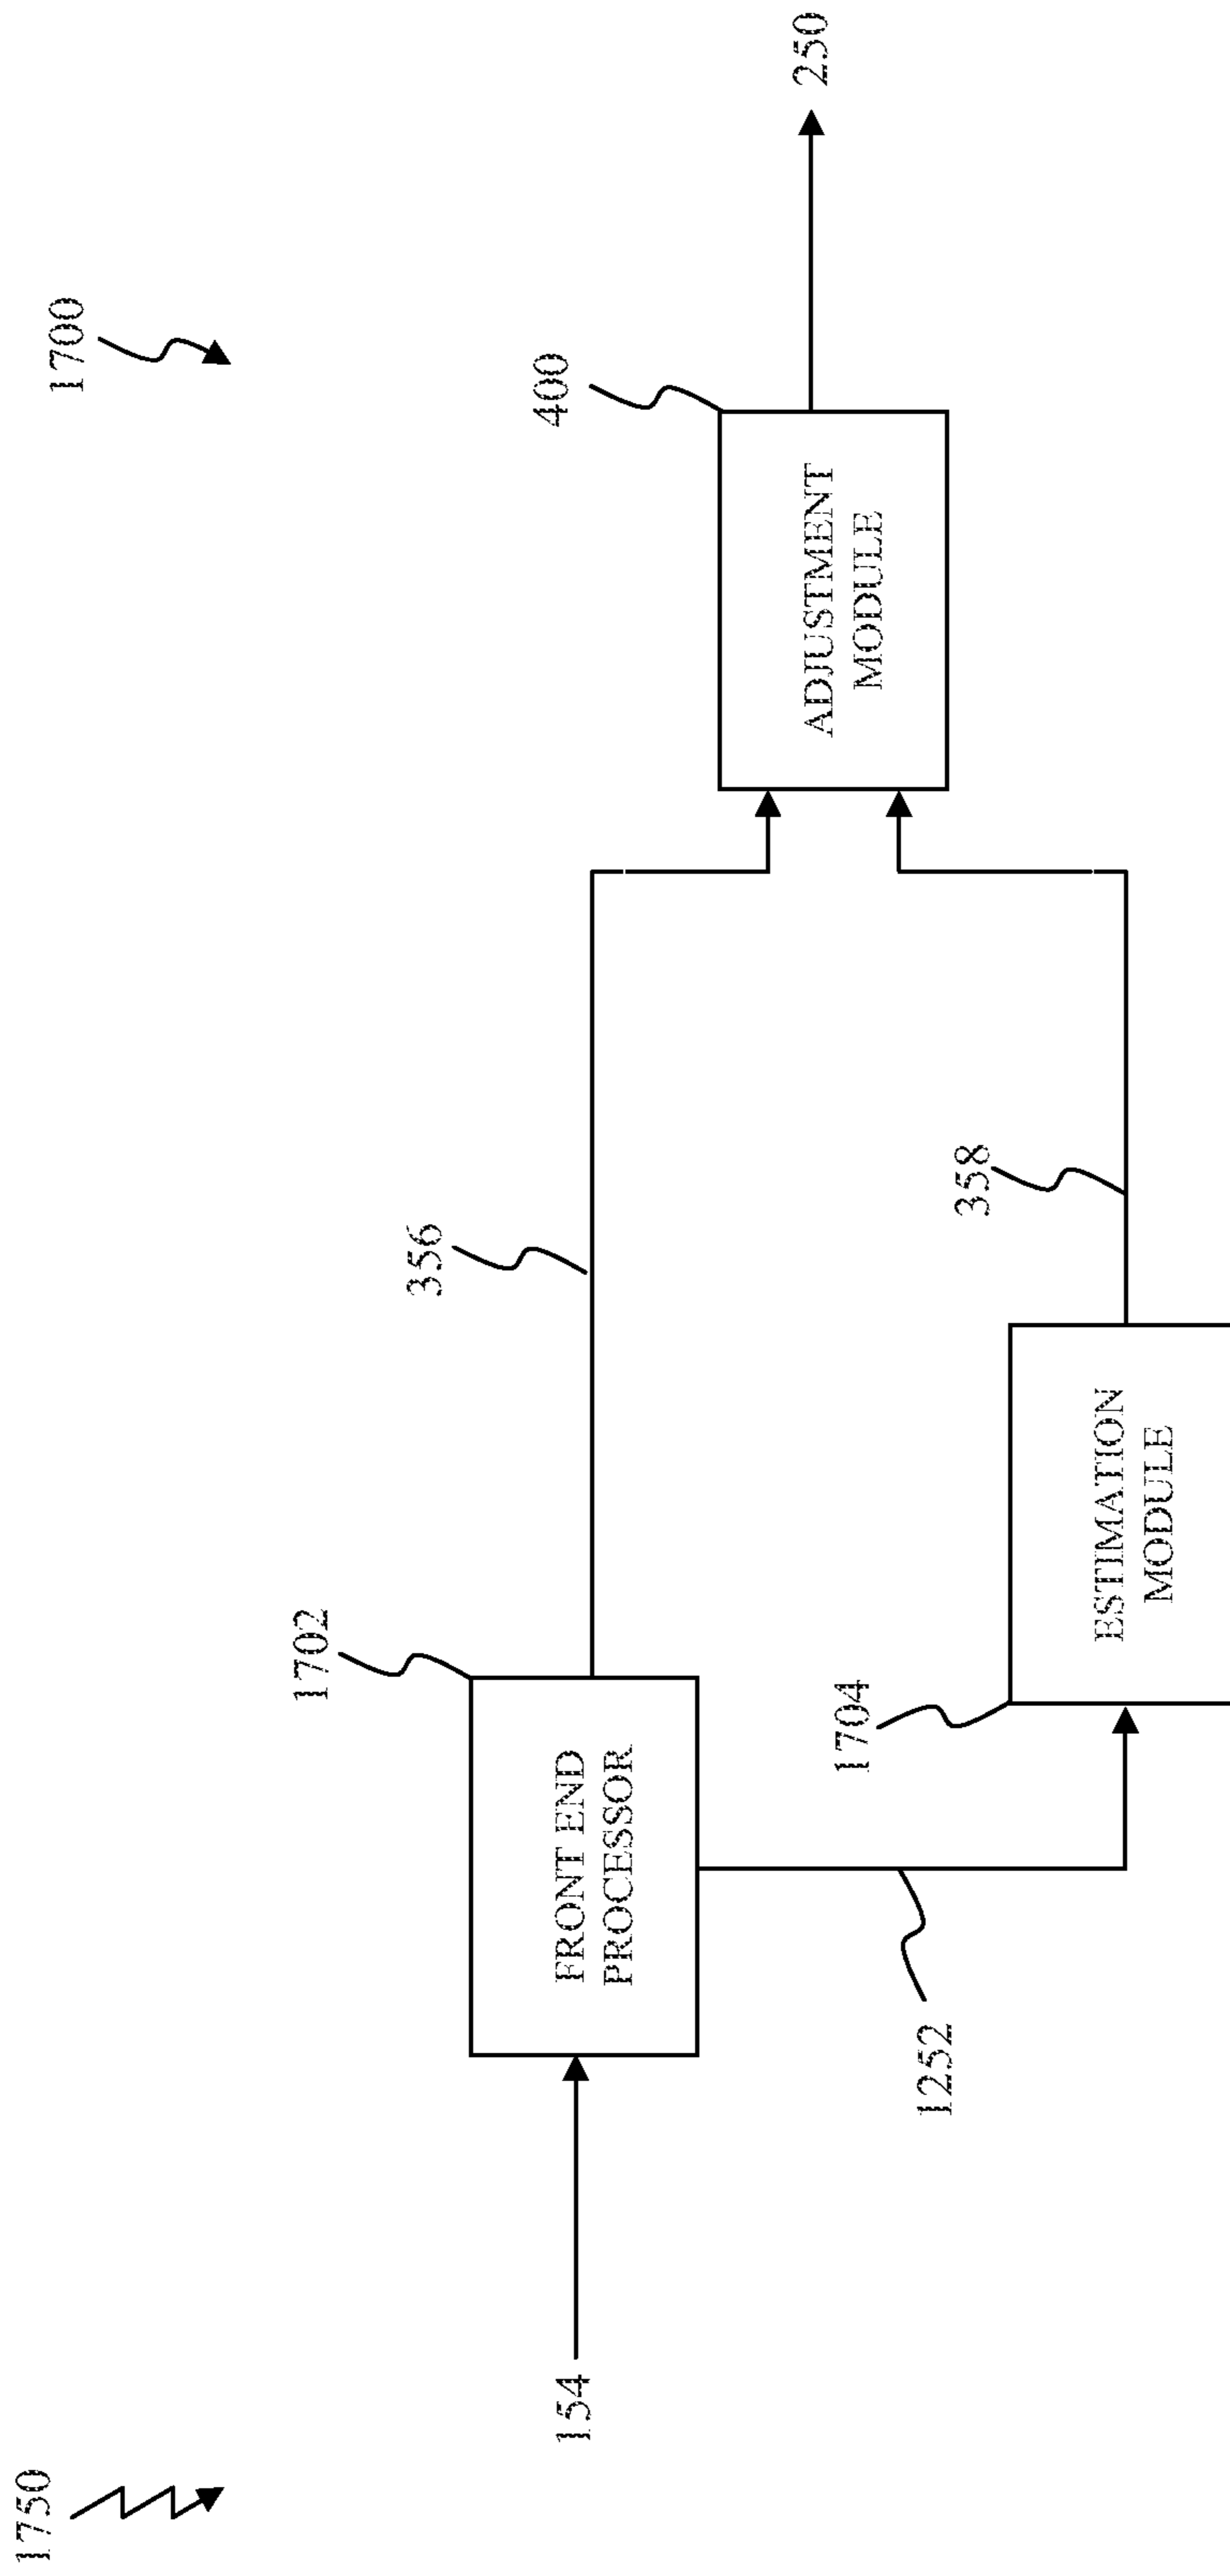 1750
1700
154
FRONT END
PROCESSOR
1702
356
1252
1704
ESTIMATION
MODULE
358
ADJUSTMENT
MODULE
400
250